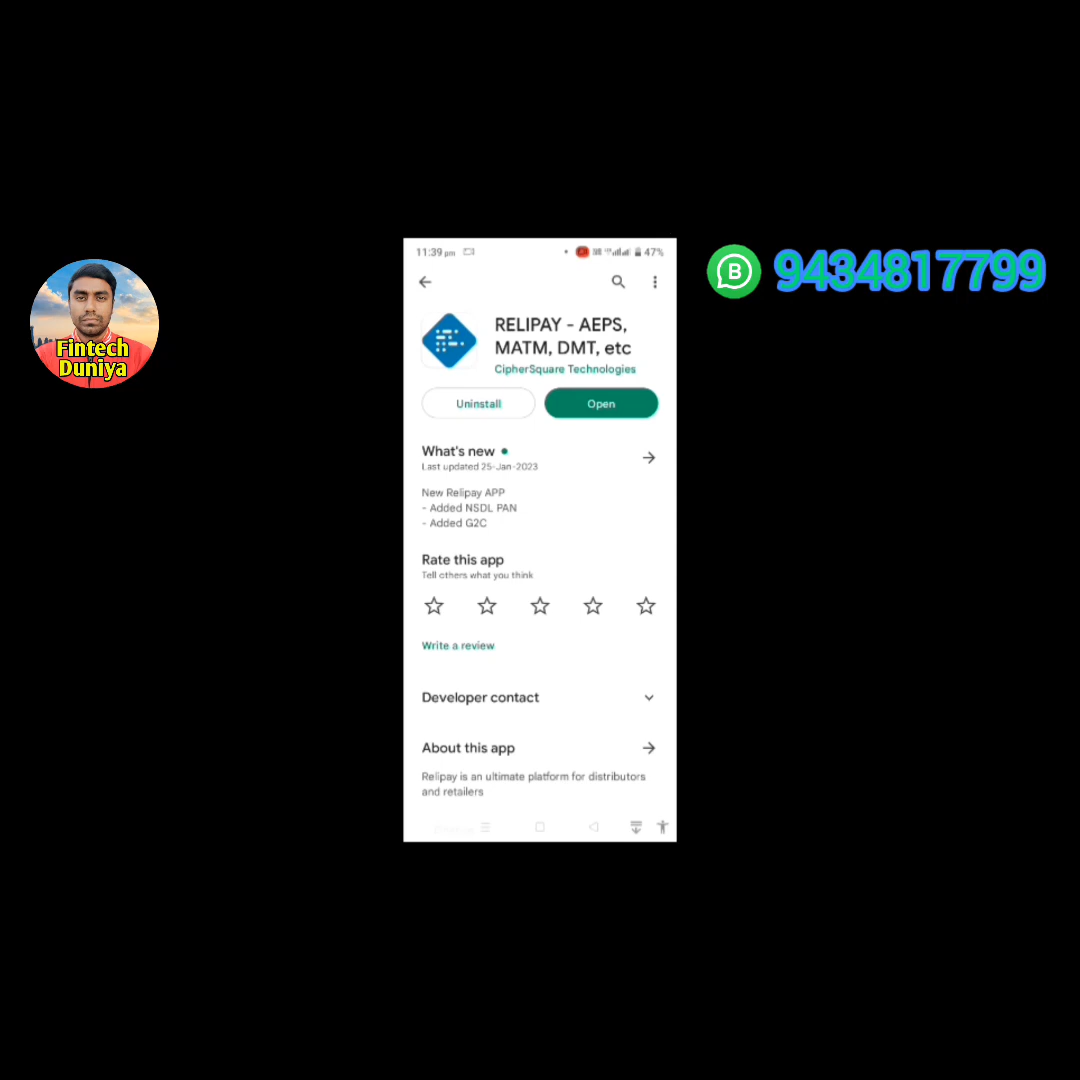 11:39 pm
47%
RELIPAY - AEPS,
MATM, DMT, etc
CipherSquare Technologies
Uninstall
Open
What's new
Last updated 25-Jan-2023
New Relipay APP
- Added NSDL PAN
- Added G2C
Rate this app
Tell others what you think
Write a review
Developer contact
About this app
Relipay is an ultimate platform for distributors
and retailers
Fintech
Duniya
B
9434817799